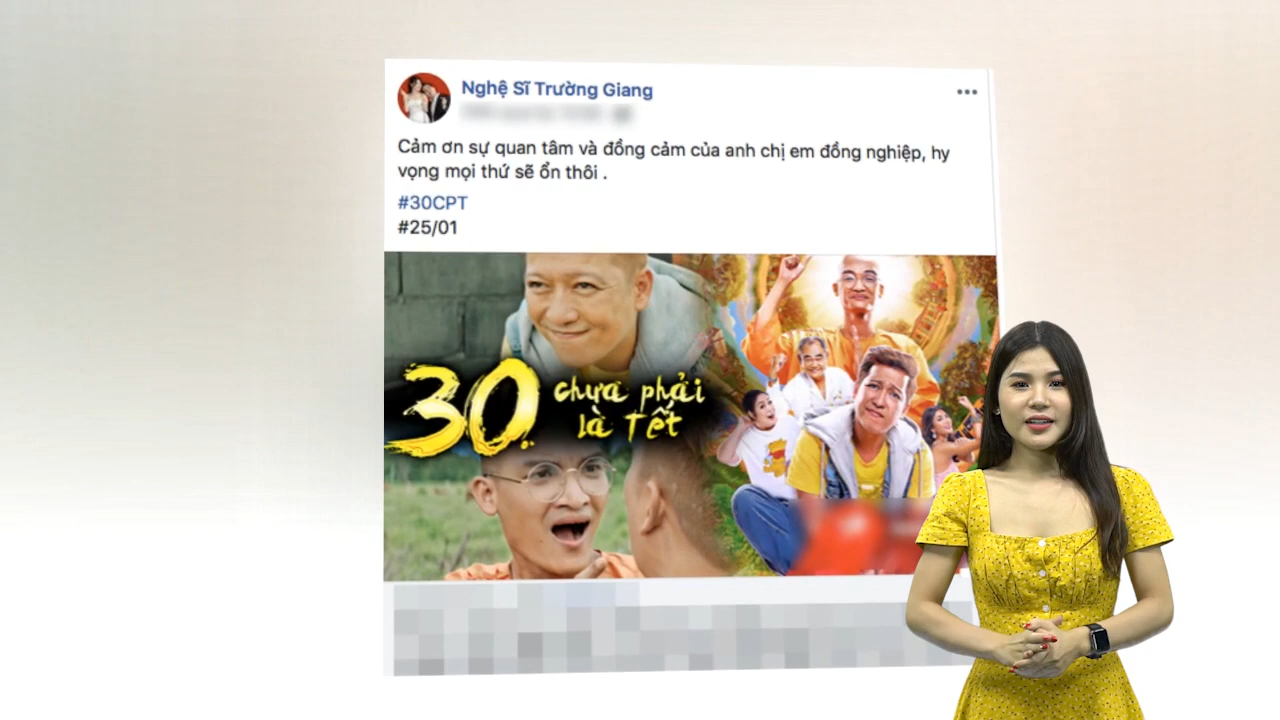 Nghệ Sĩ Trường Giang
Cảm ơn sự quan tâm và đồng cảm của anh chị em đồng nghiệp, hy
vọng mọi thứ sẽ ổn thôi .
#30CPT
#25/01
30
chưa phải
là Tết